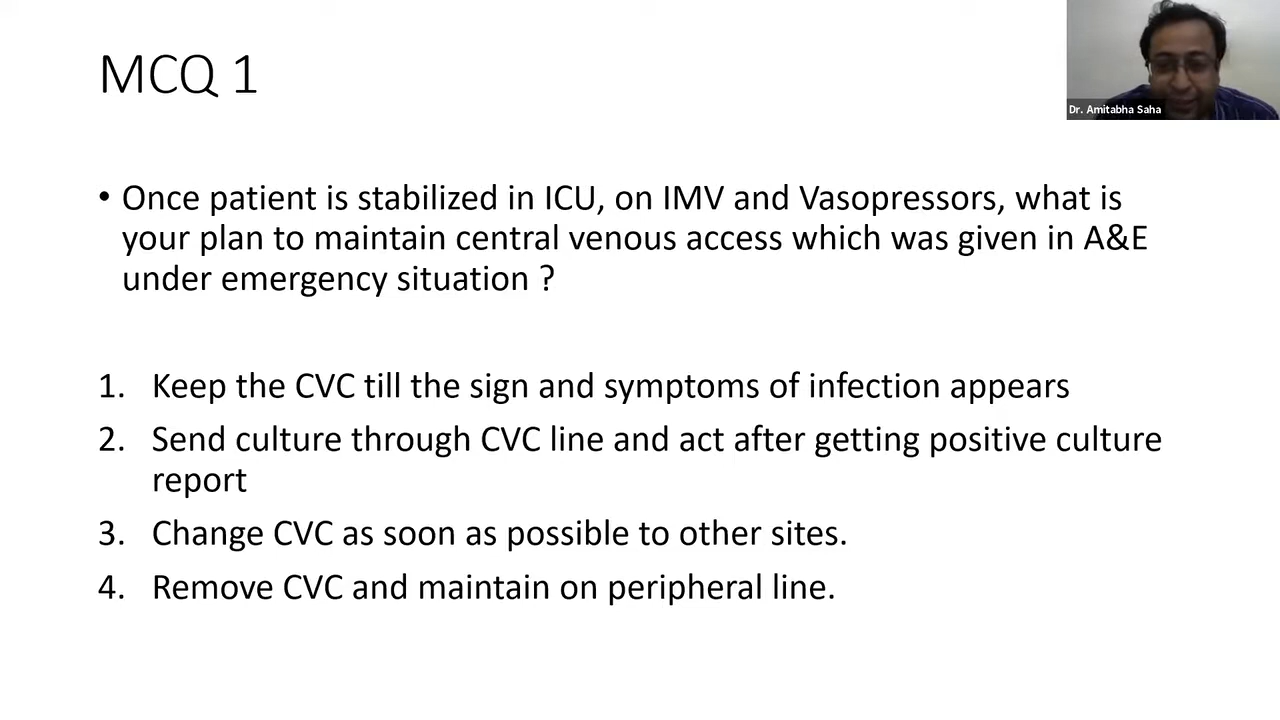 MCQ 1
Dr. Amitabha Saha
• Once patient is stabilized in ICU, on IMV and Vasopressors, what is
your plan to maintain central venous access which was given in A&E
under emergency situation ?
1. Keep the CVC till the sign and symptoms of infection appears
2. Send culture through CVC line and act after getting positive culture
report
3. Change CVC as soon as possible to other sites.
4. Remove CVC and maintain on peripheral line.